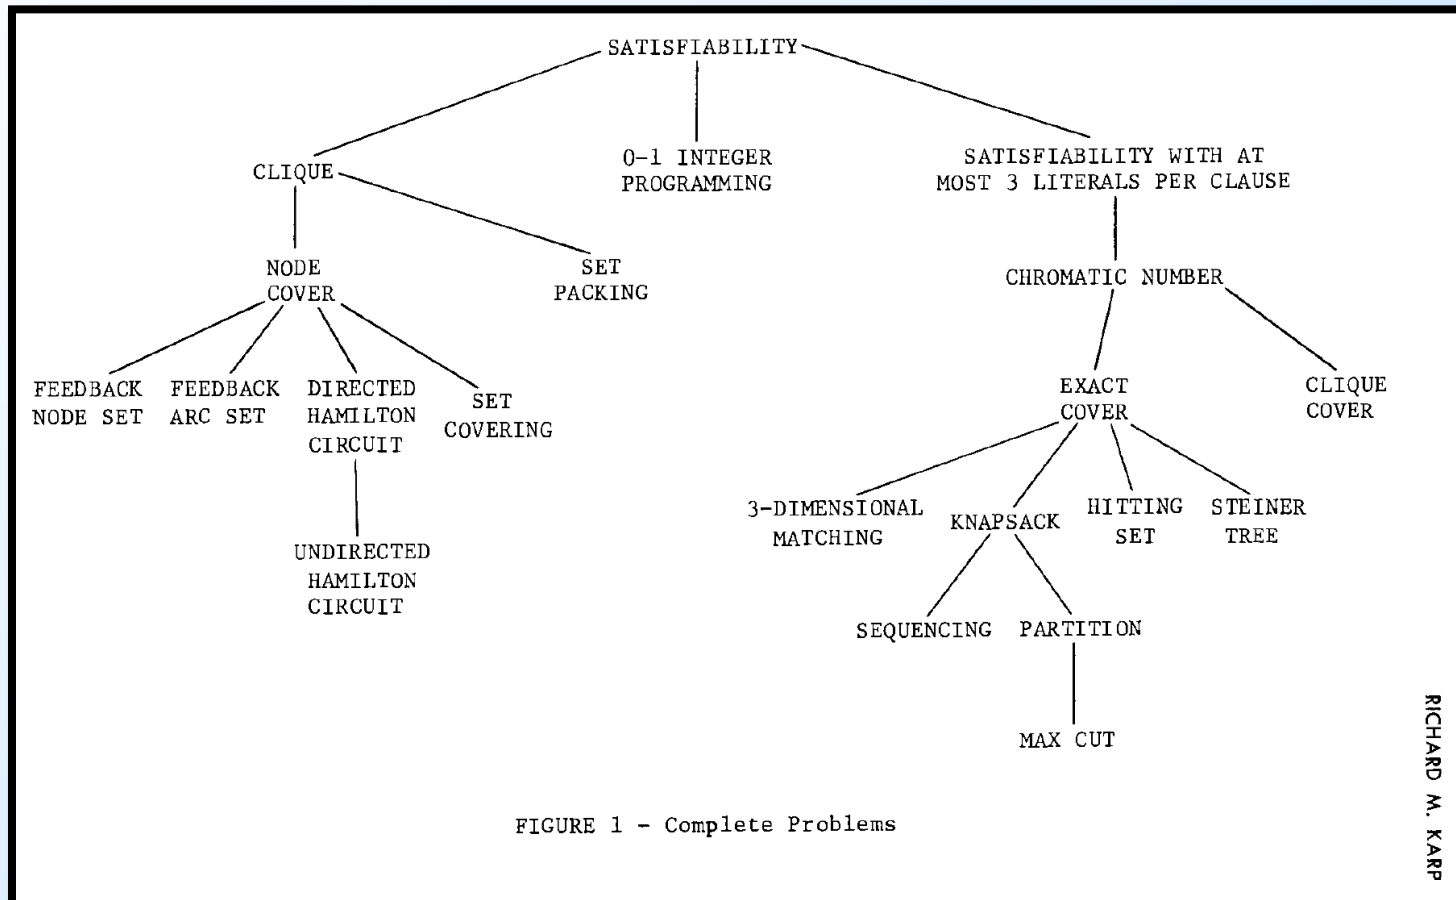 SATISFIABILITY
CLIQUE
0-1 INTEGER
PROGRAMMING
SATISFIABILITY WITH AT
MOST 3 LITERALS PER CLAUSE
NODE
COVER
SET
PACKING
CHROMATIC NUMBER
FEEDBACK
NODE SET
FEEDBACK
ARC SET
DIRECTED
HAMILTON
CIRCUIT
SET
COVERING
EXACT
COVER
CLIQUE
COVER
3-DIMENSIONAL
MATCHING
KNAPSACK
HITTING
SET
STEINER
TREE
UNDIRECTED
HAMILTON
CIRCUIT
SEQUENCING
PARTITION
MAX CUT
FIGURE 1 - Complete Problems
RICHARD M. KARP